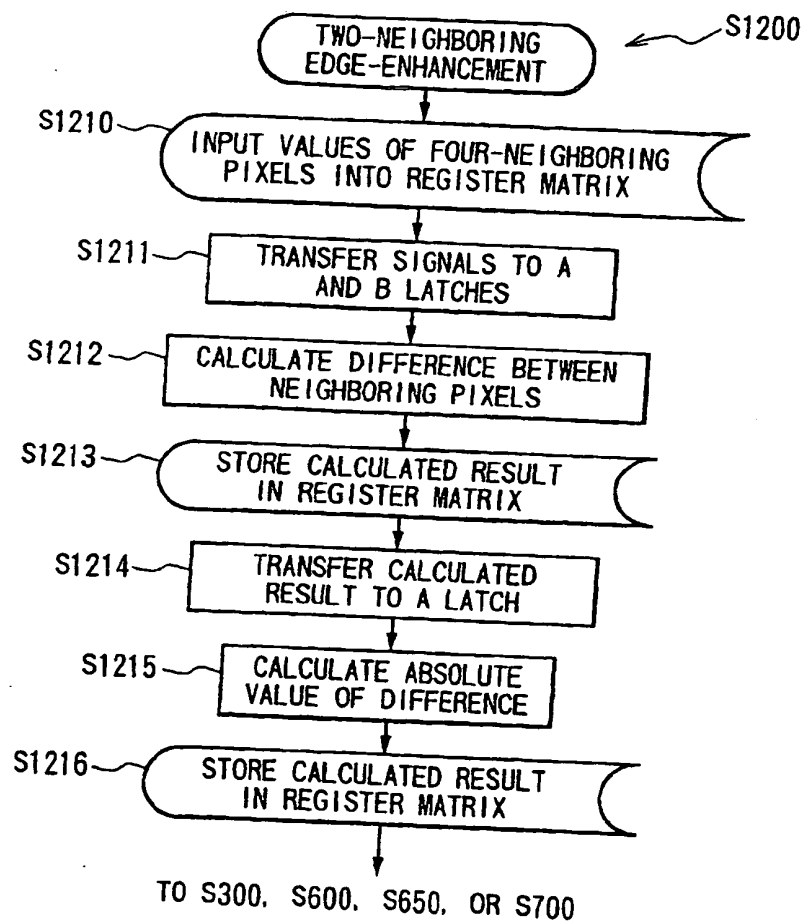 TWO-NEIGHBORING
EDGE-ENHANCEMENT
S1200
S1210
INPUT VALUES OF FOUR-NEIGHBORING
PIXELS INTO REGISTER MATRIX
S1211
TRANSFER SIGNALS TO A
AND B LATCHES
S1212
CALCULATE DIFFERENCE BETWEEN
NEIGHBORING PIXELS
S1213
STORE CALCULATED RESULT
IN REGISTER MATRIX
S1214
TRANSFER CALCULATED
RESULT TO A LATCH
S1215
CALCULATE ABSOLUTE
VALUE OF DIFFERENCE
S1216
STORE CALCULATED RESULT
IN REGISTER MATRIX
TO S300, S600, S650, OR S700